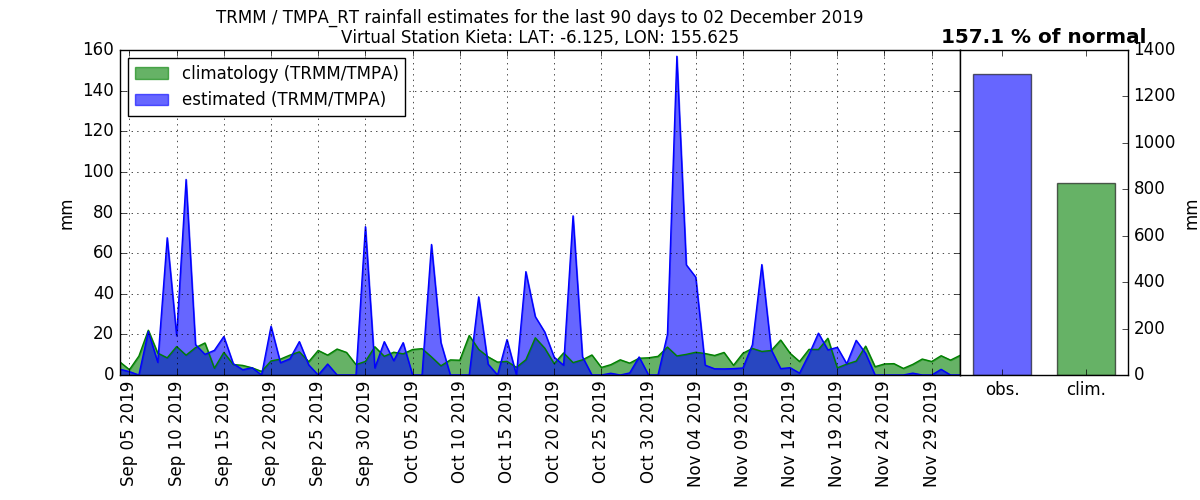 TRMM / TMPA_RT rainfall estimates for the last 90 days to 02 December 2019
Virtual Station Kieta: LAT: -6.125, LON: 155.625
157.1 % of normal
climatology (TRMM/TMPA)
estimated (TRMM/TMPA)
mm
160
140
120
100
80
60
40
20
0
Sep 05 2019
Sep 10 2019
Sep 15 2019
Sep 20 2019
Sep 25 2019
Sep 30 2019
Oct 05 2019
Oct 10 2019
Oct 15 2019
Oct 20 2019
Oct 25 2019
Oct 30 2019
Nov 04 2019
Nov 09 2019
Nov 14 2019
Nov 19 2019
Nov 24 2019
Nov 29 2019
obs.
clim.
1400
1200
1000
800
600
400
200
0
mm